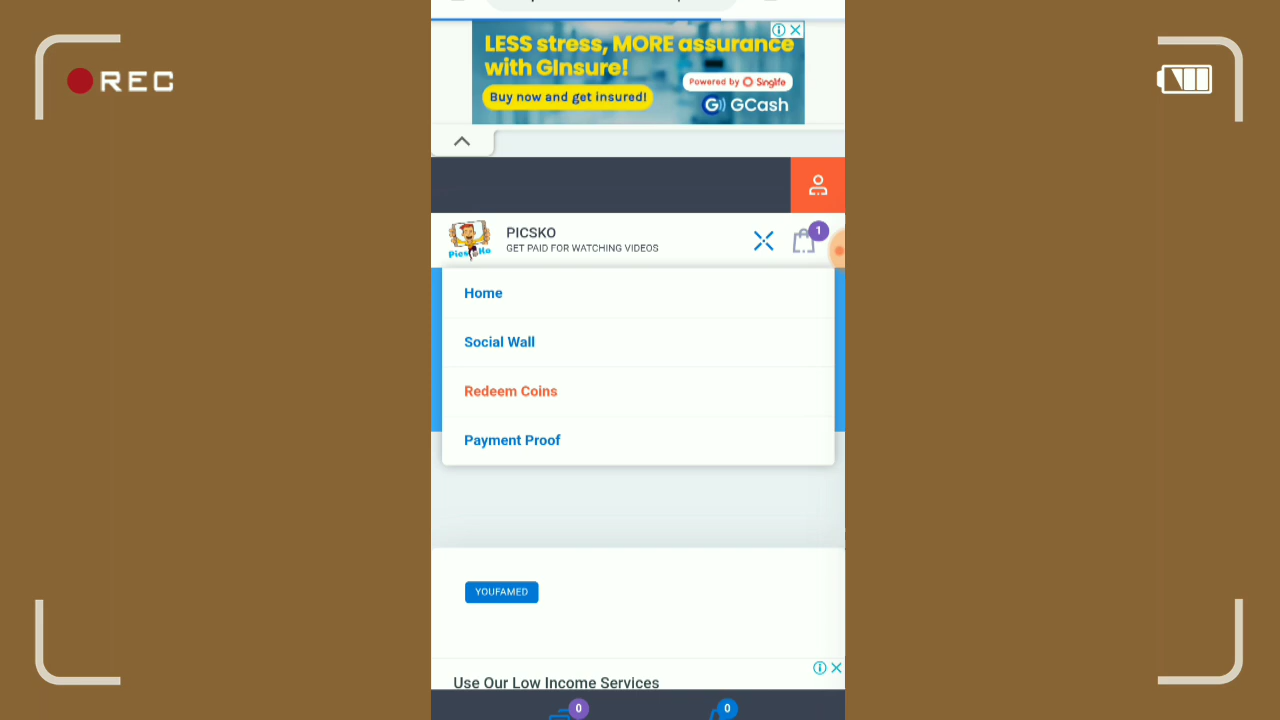 REC
LESS stress, MORE assurance
with GInsure!
Powered by Singlife
Buy now and get insured!
GCash
PICSKO
GET PAID FOR WATCHING VIDEOS
1
PicsKo
Home
Social Wall
Redeem Coins
Payment Proof
YOUFAMED
Use Our Low Income Services
0
0